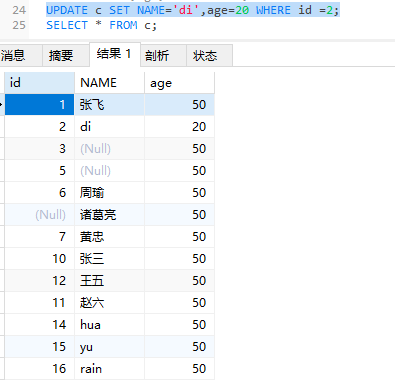 24 UPDATE c SET NAME='di',age=20 WHERE id =2;
25 SELECT * FROM c;
消息 摘要 结果 1 剖析 状态
id NAME age
1 张飞 50
2 di 20
3 (Null) 50
5 (Null) 50
6 周瑜 50
(Null) 诸葛亮 50
7 黄忠 50
10 张三 50
12 王五 50
11 赵六 50
14 hua 50
15 yu 50
16 rain 50